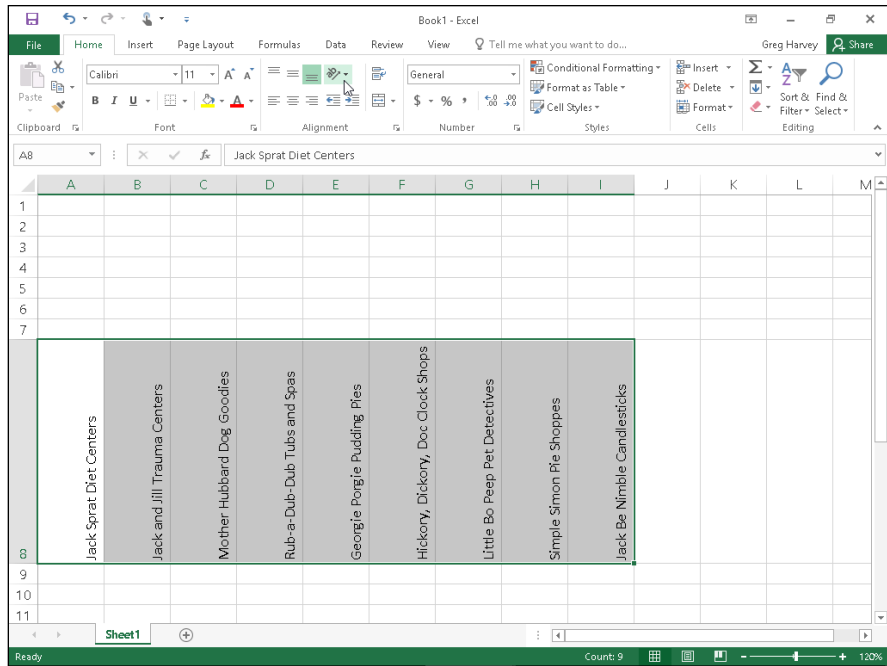 Book1 - Excel
File Home Insert Page Layout Formulas Data Review View Tell me what you want to do... Greg Harvey Share
Calibri 11 A A General Conditional Formatting Insert Σ
Paste B I U A $ % , Format as Table Delete Sort & Find &
Cell Styles Format Filter Select
Clipboard Font Alignment Number Styles Cells Editing
A8 fx Jack Sprat Diet Centers
A B C D E F G H I J K L M
1
2
3
4
5
6
7
8
Jack Sprat Diet Centers
Jack and Jill Trauma Centers
Mother Hubbard Dog Goodies
Rub-a-Dub-Dub Tubs and Spas
Georgie Porgie Pudding Pies
Hickory, Dickory, Doc Clock Shops
Little Bo Peep Pet Detectives
Simple Simon Pie Shoppes
Jack Be Nimble Candlesticks
9
10
11
Sheet1
Ready Count: 9 120%